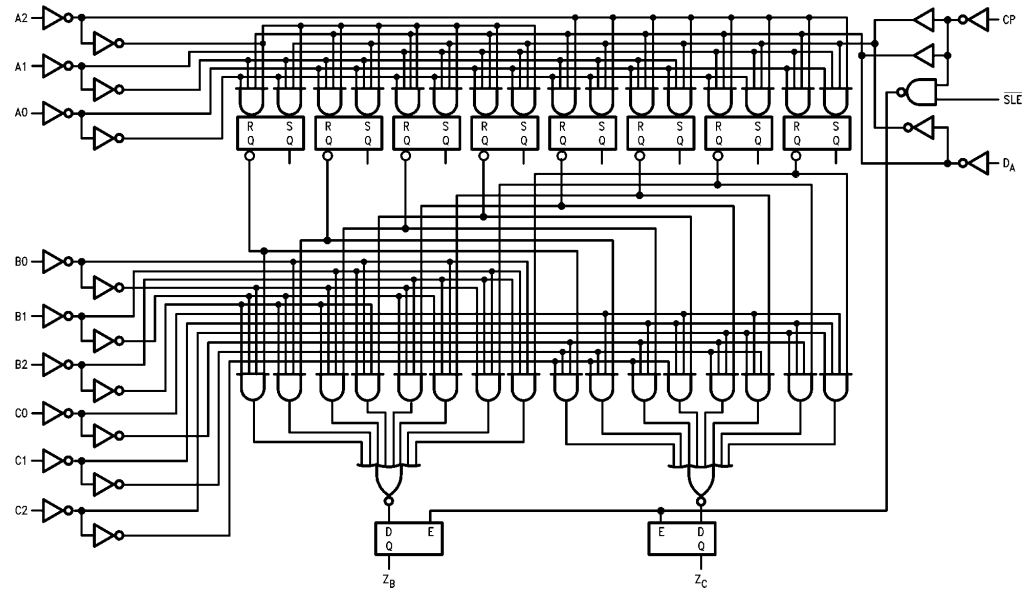 A2
CP
A1
SLE
A0
R S R S R S R S R S R S R S R S
Q Q Q Q Q Q Q Q Q Q Q Q Q Q Q Q
DA
B0
B1
B2
C0
C1
C2
D E E D
Q Q
ZB ZC